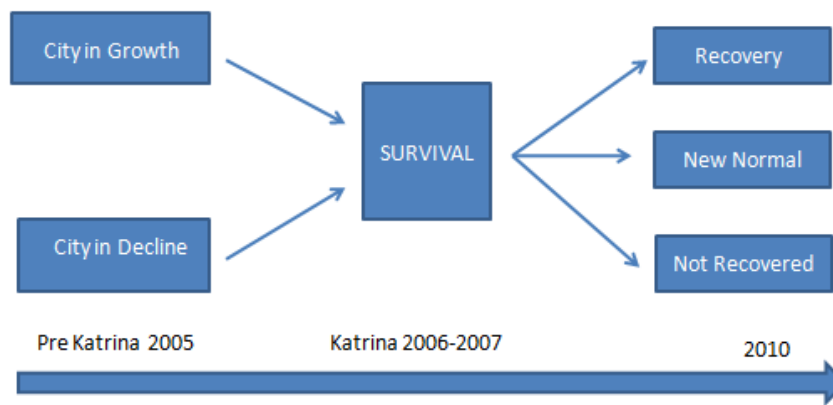 City in Growth
Recovery
SURVIVAL
New Normal
City in Decline
Not Recovered
Pre Katrina 2005
Katrina 2006-2007
2010